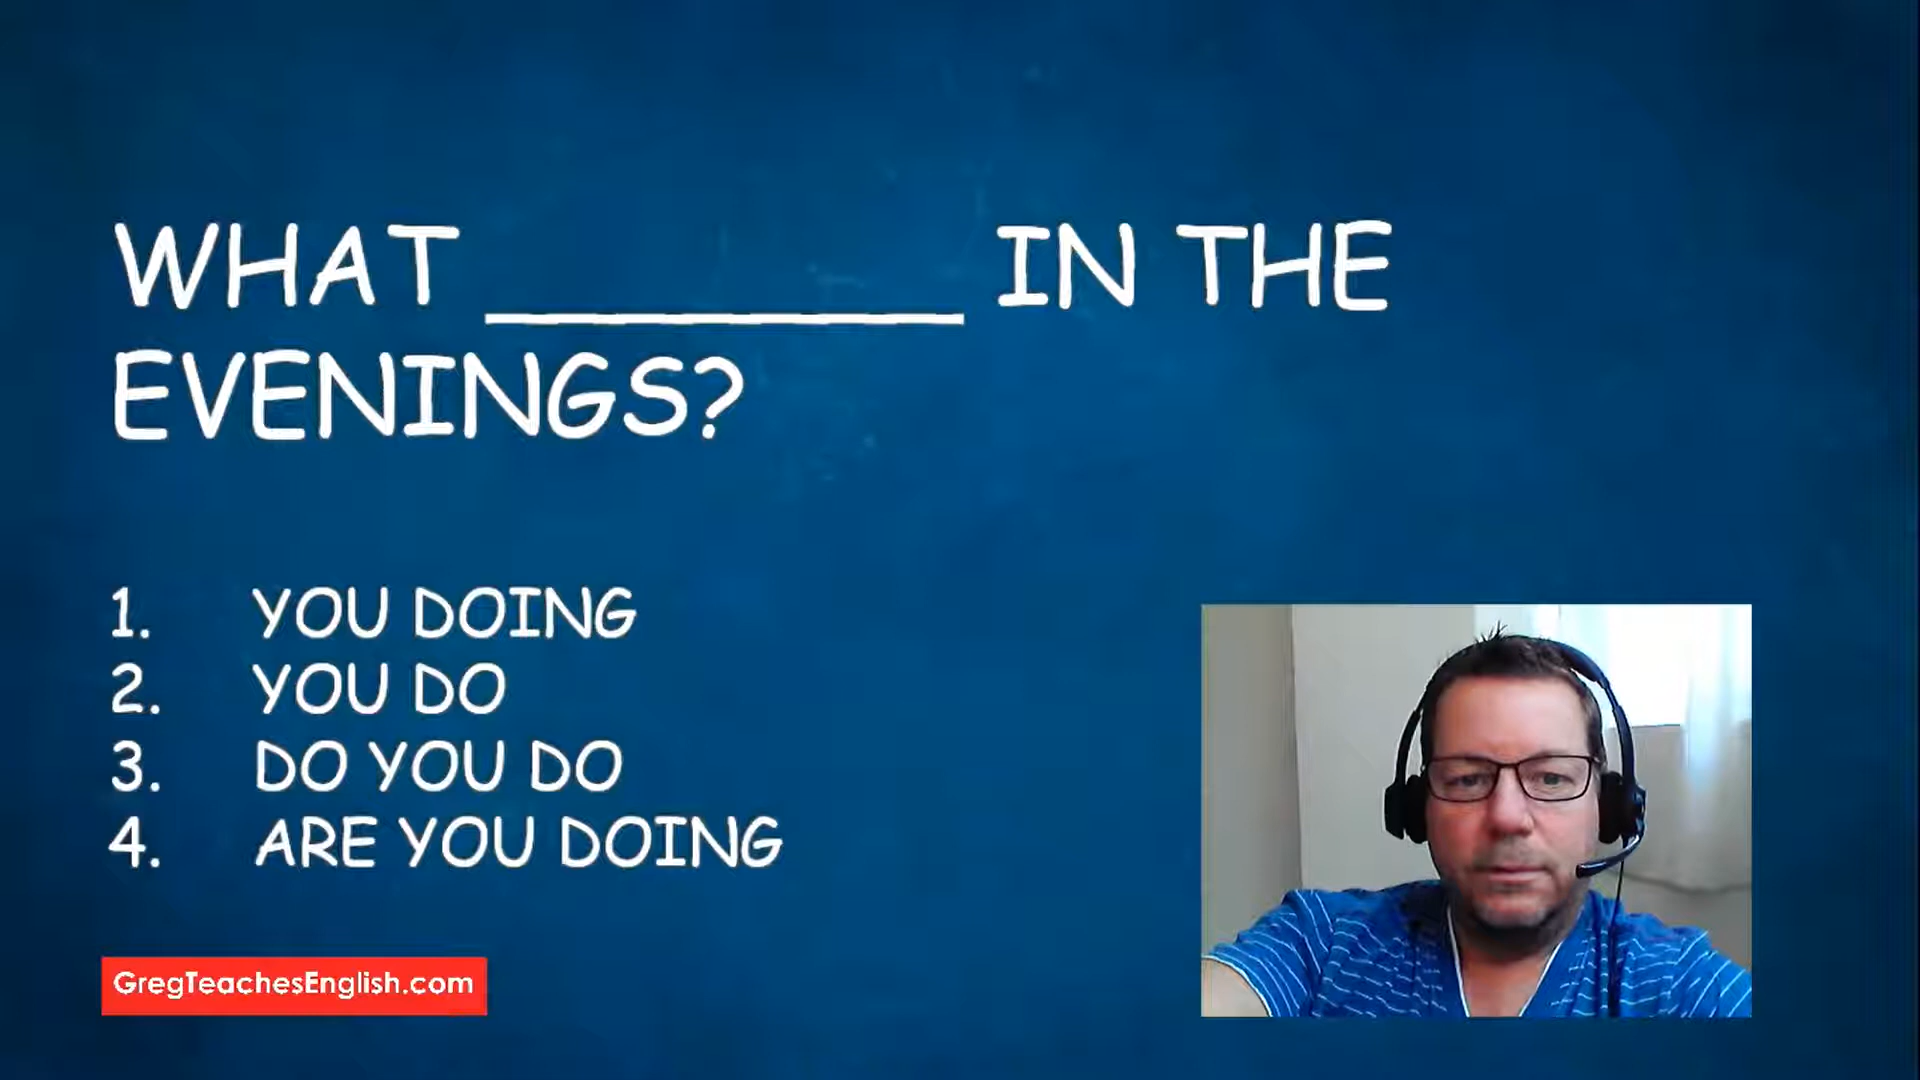 WHAT __________ IN THE
EVENINGS?
1. YOU DOING
2. YOU DO
3. DO YOU DO
4. ARE YOU DOING
GregTeachesEnglish.com